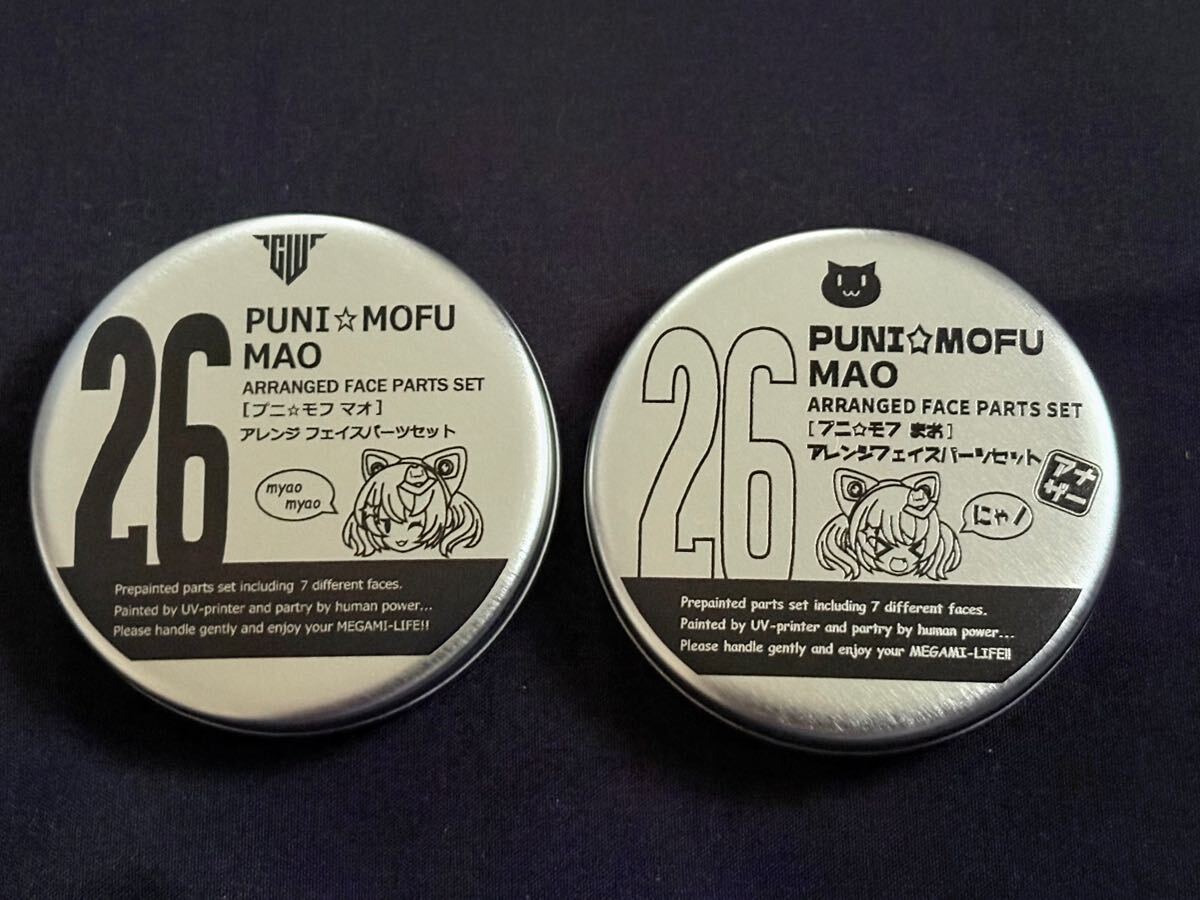 GW
26
PUNI☆MOFU
MAO
ARRANGED FACE PARTS SET
[プニ☆モフ マオ]
アレンジ フェイスパーツセット
myao
myao
Prepainted parts set including 7 different faces.
Painted by UV-printer and partry by human power...
Please handle gently and enjoy your MEGAMI-LIFE!!
26
PUNI☆MOFU
MAO
ARRANGED FACE PARTS SET
[プニ☆モフ まお]
アレンジフェイスパーツセット
アナ
ザー
にゃ!
Prepainted parts set including 7 different faces.
Painted by UV-printer and partry by human power...
Please handle gently and enjoy your MEGAMI-LIFE!!